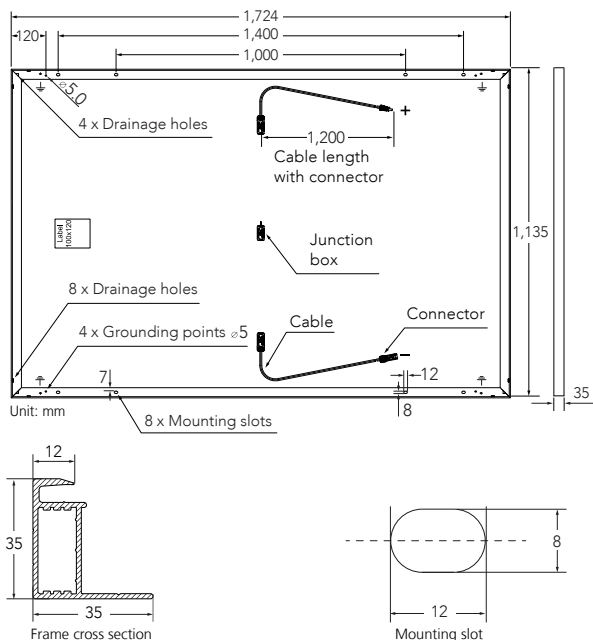 1,724
120
1,400
1,000
⌀5.0
4 x Drainage holes
+
1,200
Cable length
with connector
Label
100x120
Junction
box
1,135
8 x Drainage holes
Cable
Connector
4 x Grounding points ⌀5
–
7
12
8
35
Unit: mm
8 x Mounting slots
12
35
35
Frame cross section
8
12
Mounting slot